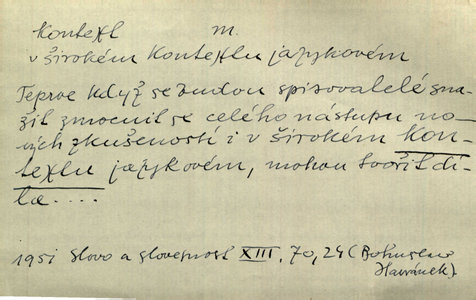 Kontext m.
v širokém kontextu jazykovém
Teprve když se budou spisovatelé sna-
žit zmocnit se celého nástupu no-
vých zkušeností i v širokém kon-
textu jazykovém, mohou tvořit dí-
la....
1951 Slovo a slovesnost XIII, 70, 24 (Bohuslav
Havránek)